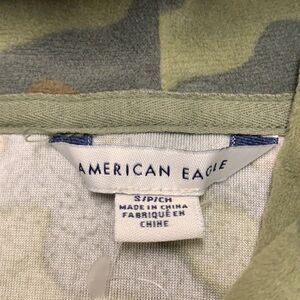 AMERICAN EAGLE
S/P/CH
MADE IN CHINA
FABRIQUÉ EN
CHINE